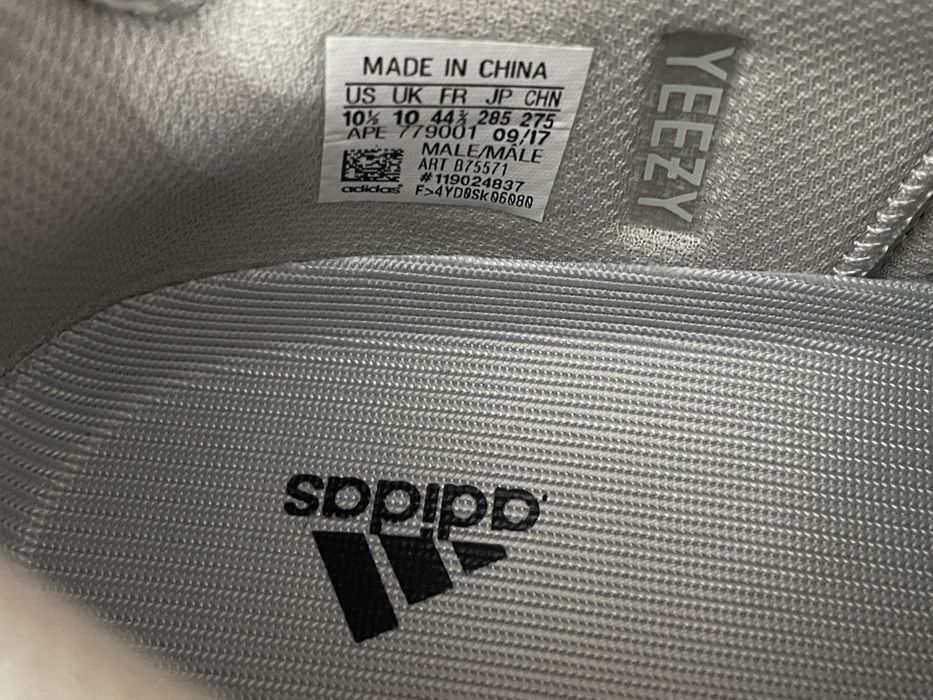 MADE IN CHINA
US UK FR JP CHN
10½ 10 44⅔ 285 275
APE 779001 09/17
MALE/MÂLE
ART B75571
#119024837
F>4YD0SK06080
adidas
YEEZY
adidas